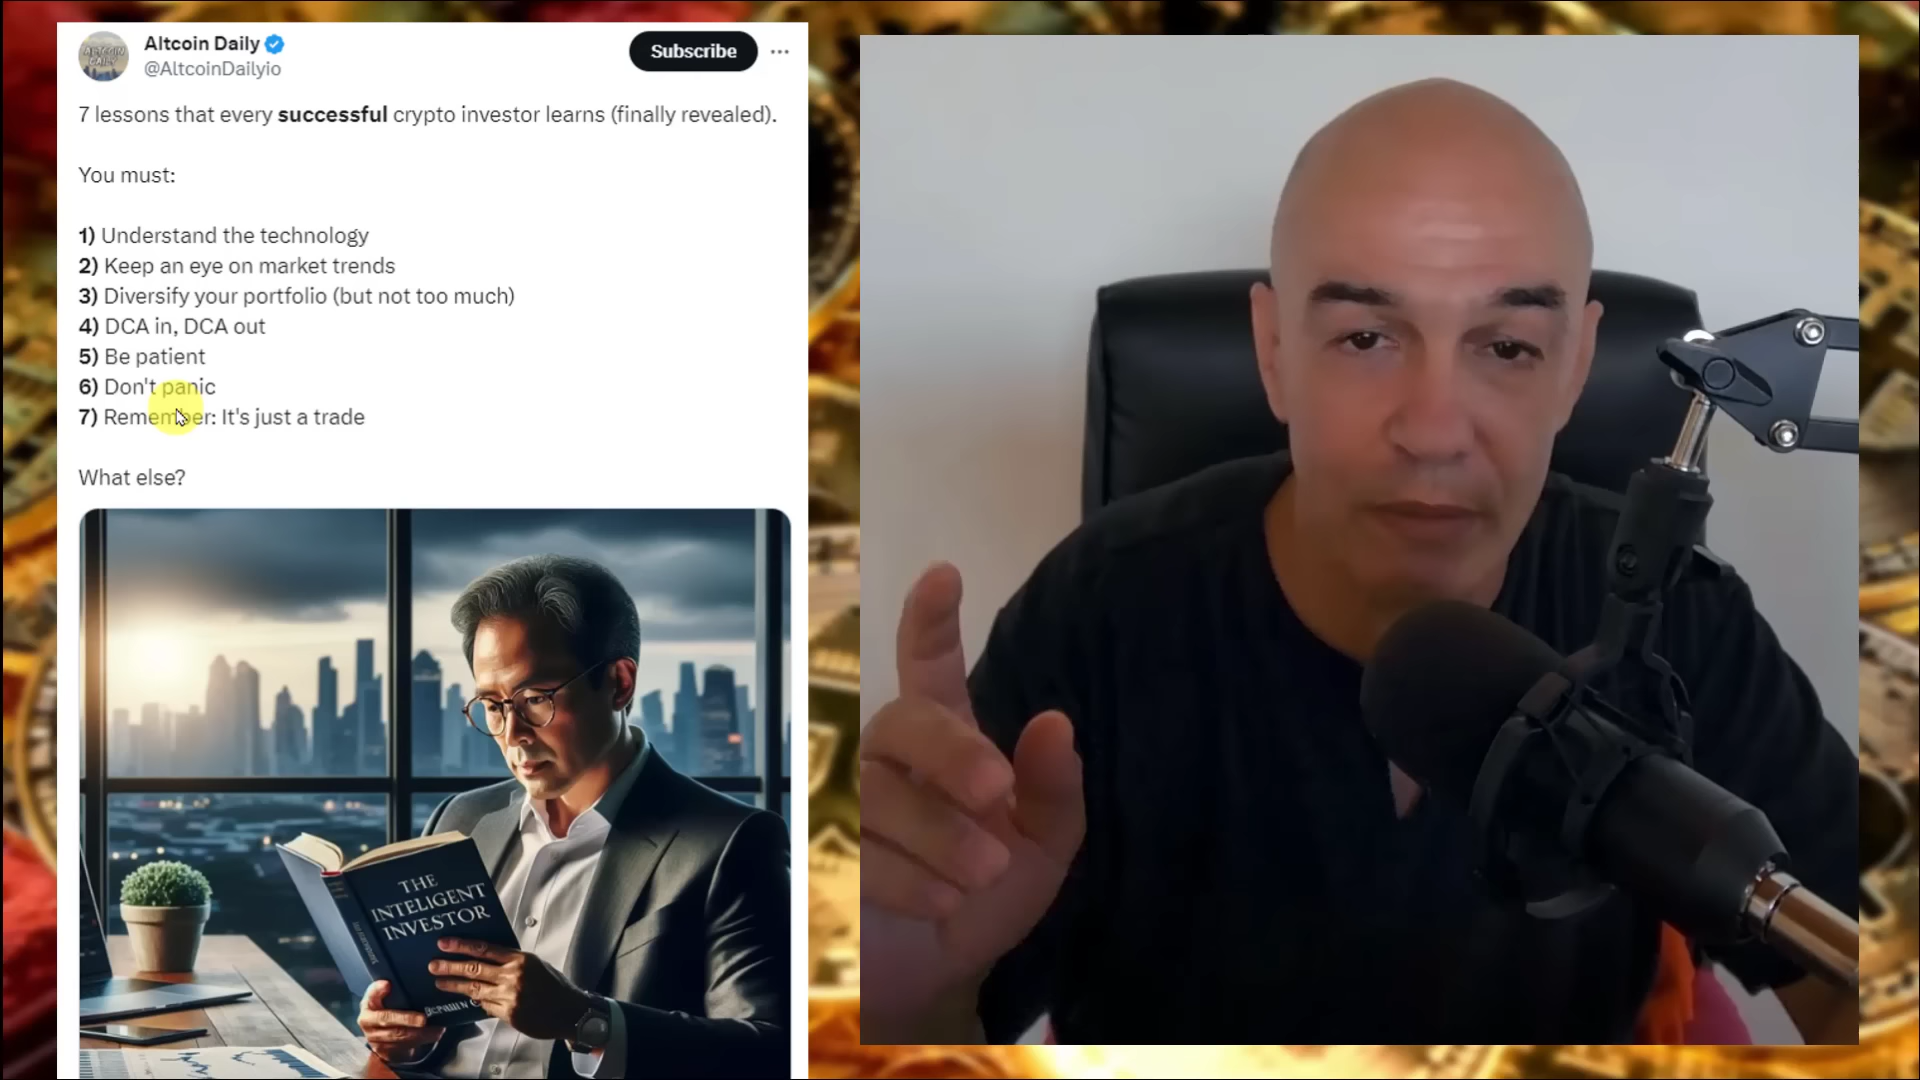 Altcoin Daily
@AltcoinDailyio
Subscribe
7 lessons that every successful crypto investor learns (finally revealed).
You must:
1) Understand the technology
2) Keep an eye on market trends
3) Diversify your portfolio (but not too much)
4) DCA in, DCA out
5) Be patient
6) Don't panic
7) Remember: It's just a trade
What else?
THE
INTELIGENT
INVESTOR